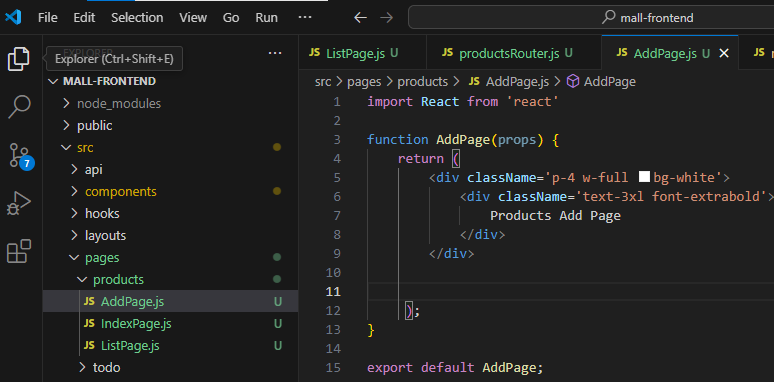 File Edit Selection View Go Run ··· mall-frontend
EXPLORER ···
Explorer (Ctrl+Shift+E)
MALL-FRONTEND
node_modules
public
src
api
components
hooks
layouts
pages
products
JS AddPage.js U
JS IndexPage.js U
JS ListPage.js U
todo
7
JS ListPage.js U JS productsRouter.js U JS AddPage.js U
src > pages > products > JS AddPage.js > AddPage
1 import React from 'react'
2
3 function AddPage(props) {
4 return (
5 <div className='p-4 w-full bg-white'>
6 <div className='text-3xl font-extrabold'>
7 Products Add Page
8 </div>
9 </div>
10
11
12 );
13 }
14
15 export default AddPage;